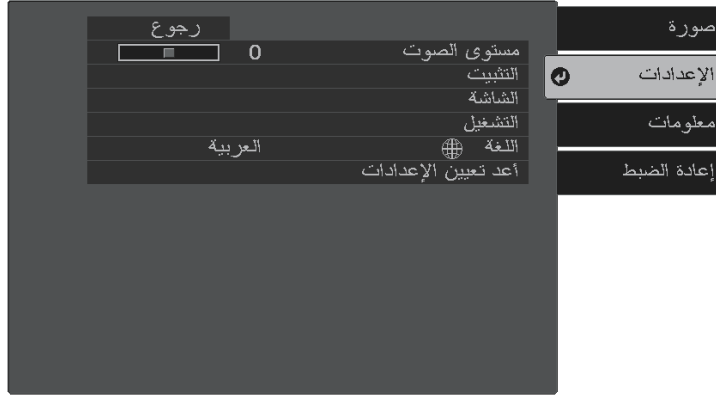 صورة
الإعدادات
معلومات
إعادة الضبط
رجوع
مستوى الصوت 0
التثبيت
الشاشة
التشغيل
اللغة العربية
أعد تعيين الإعدادات